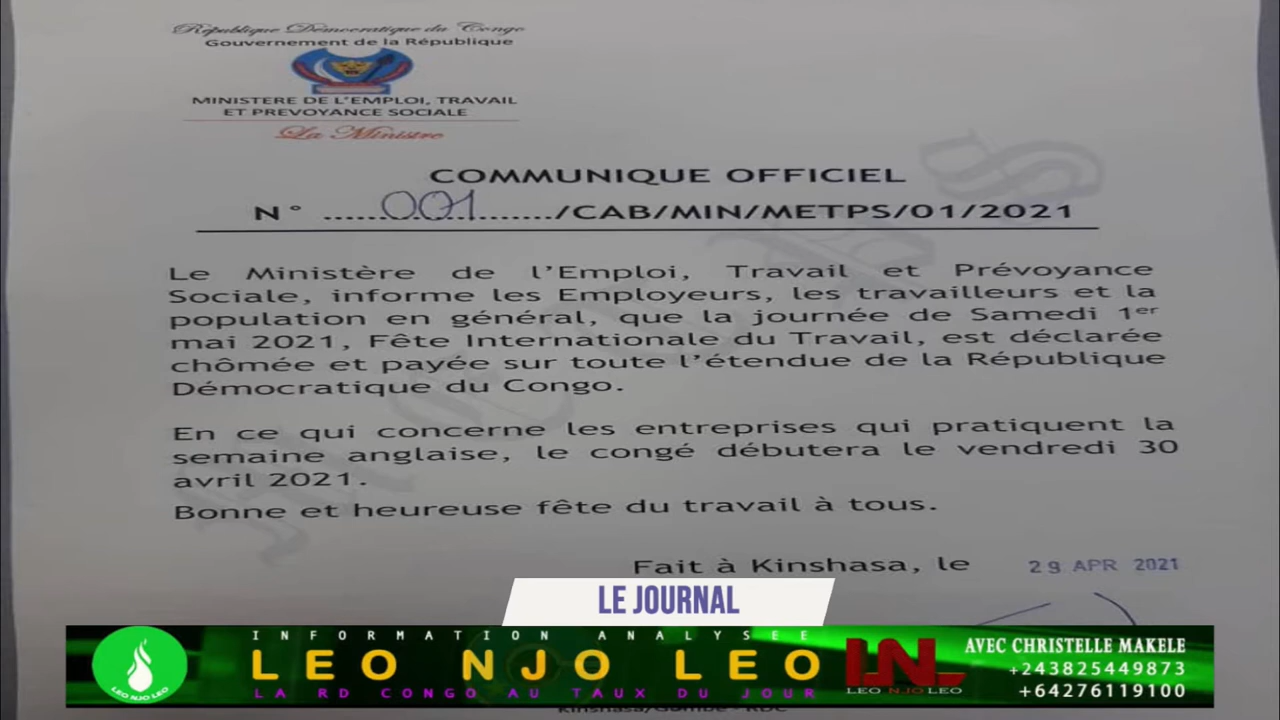 République Démocratique du Congo
Gouvernement de la République
MINISTERE DE L'EMPLOI, TRAVAIL
ET PREVOYANCE SOCIALE
La Ministre
COMMUNIQUE OFFICIEL
N° ......001......./CAB/MIN/METPS/01/2021
Le Ministère de l'Emploi, Travail et Prévoyance
Sociale, informe les Employeurs, les travailleurs et la
population en général, que la journée de Samedi 1er
mai 2021, Fête Internationale du Travail, est déclarée
chômée et payée sur toute l'étendue de la République
Démocratique du Congo.
En ce qui concerne les entreprises qui pratiquent la
semaine anglaise, le congé débutera le vendredi 30
avril 2021.
Bonne et heureuse fête du travail à tous.
Fait à Kinshasa, le 29 APR 2021
LE JOURNAL
INFORMATION ANALYSEE
LEO NJO LEO
LA RD CONGO AU TAUX DU JOUR
LEO NJO LEO
LN
LEO NJO LEO
AVEC CHRISTELLE MAKELE
+243825449873
+64276119100
Kinshasa/Gombe - RDC